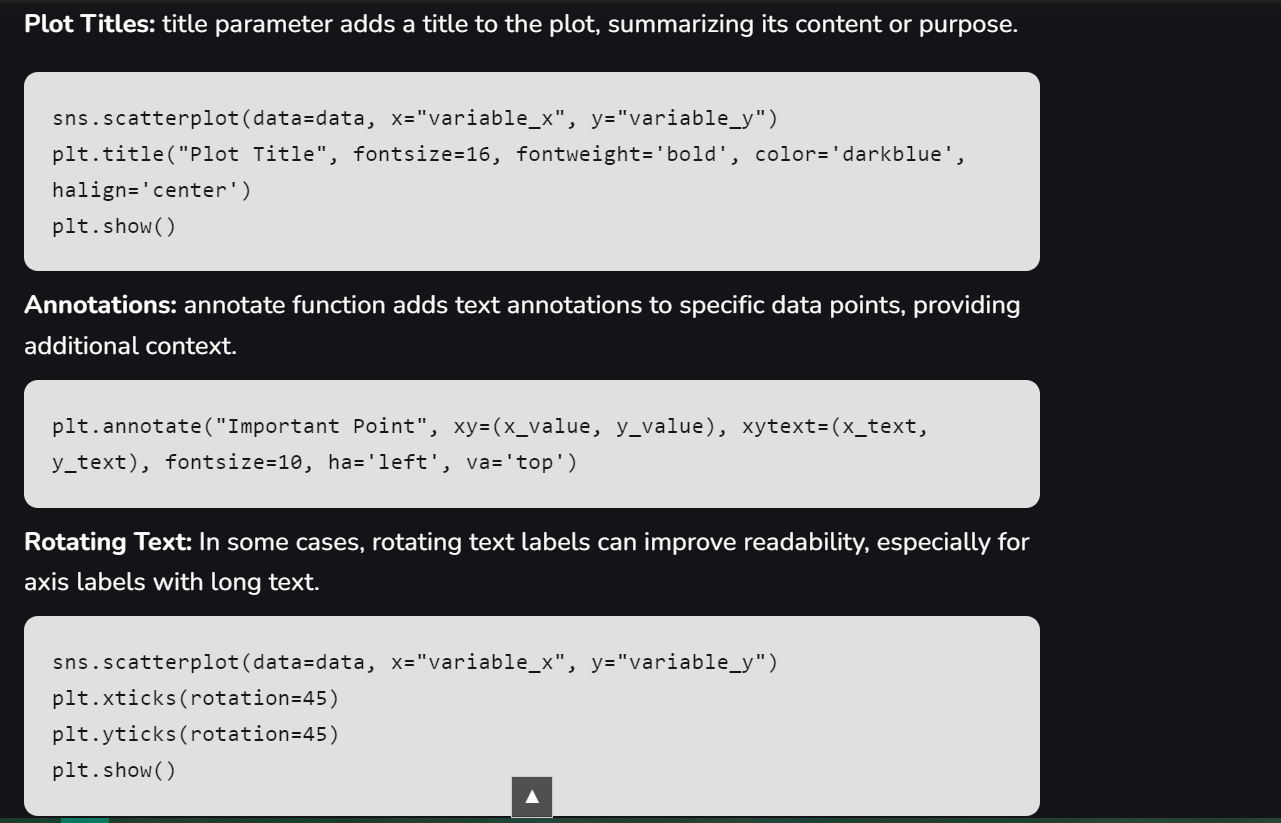 Plot Titles: title parameter adds a title to the plot, summarizing its content or purpose.
sns.scatterplot(data=data, x="variable_x", y="variable_y")
plt.title("Plot Title", fontsize=16, fontweight='bold', color='darkblue',
halign='center')
plt.show()
Annotations: annotate function adds text annotations to specific data points, providing
additional context.
plt.annotate("Important Point", xy=(x_value, y_value), xytext=(x_text,
y_text), fontsize=10, ha='left', va='top')
Rotating Text: In some cases, rotating text labels can improve readability, especially for
axis labels with long text.
sns.scatterplot(data=data, x="variable_x", y="variable_y")
plt.xticks(rotation=45)
plt.yticks(rotation=45)
plt.show()